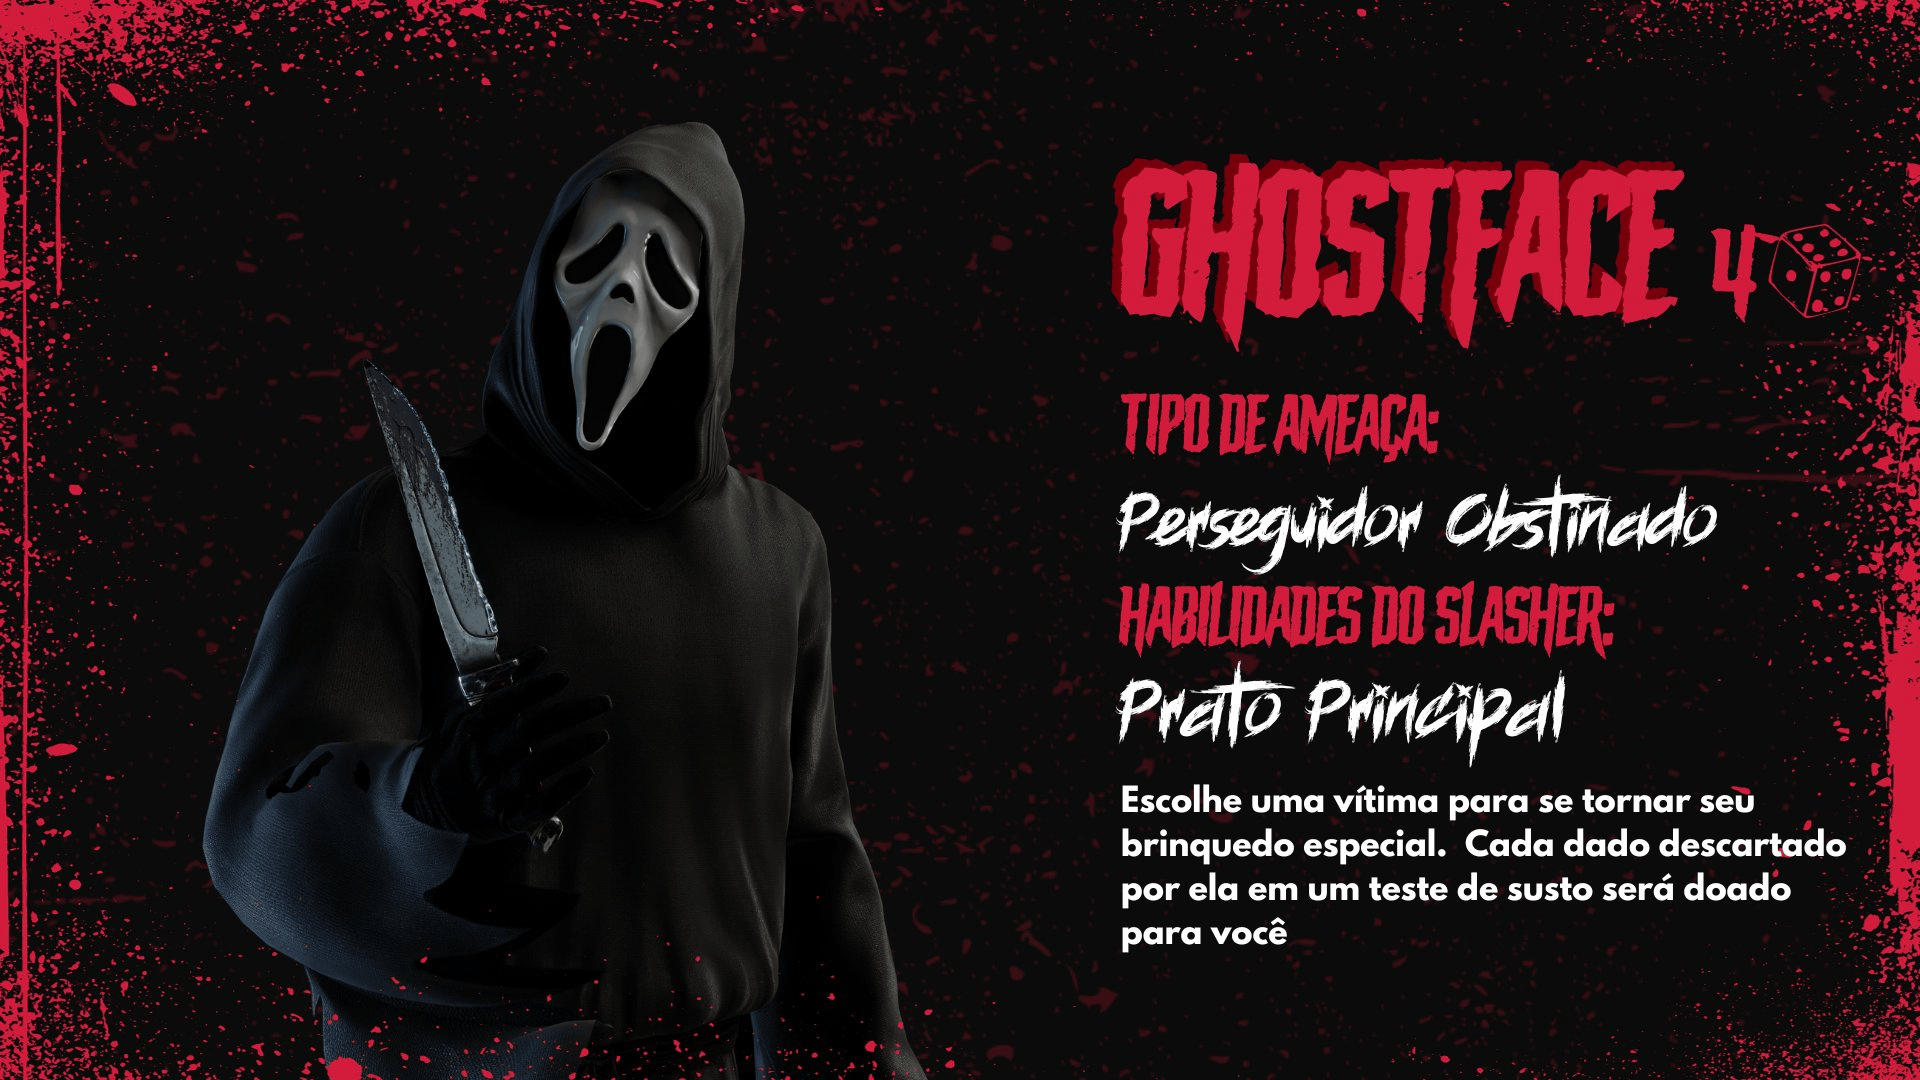 GHOSTFACE 4
TIPO DE AMEAÇA:
Perseguidor Obstinado
HABILIDADES DO SLASHER:
Prato Principal
Escolhe uma vítima para se tornar seu
brinquedo especial. Cada dado descartado
por ela em um teste de susto será doado
para você